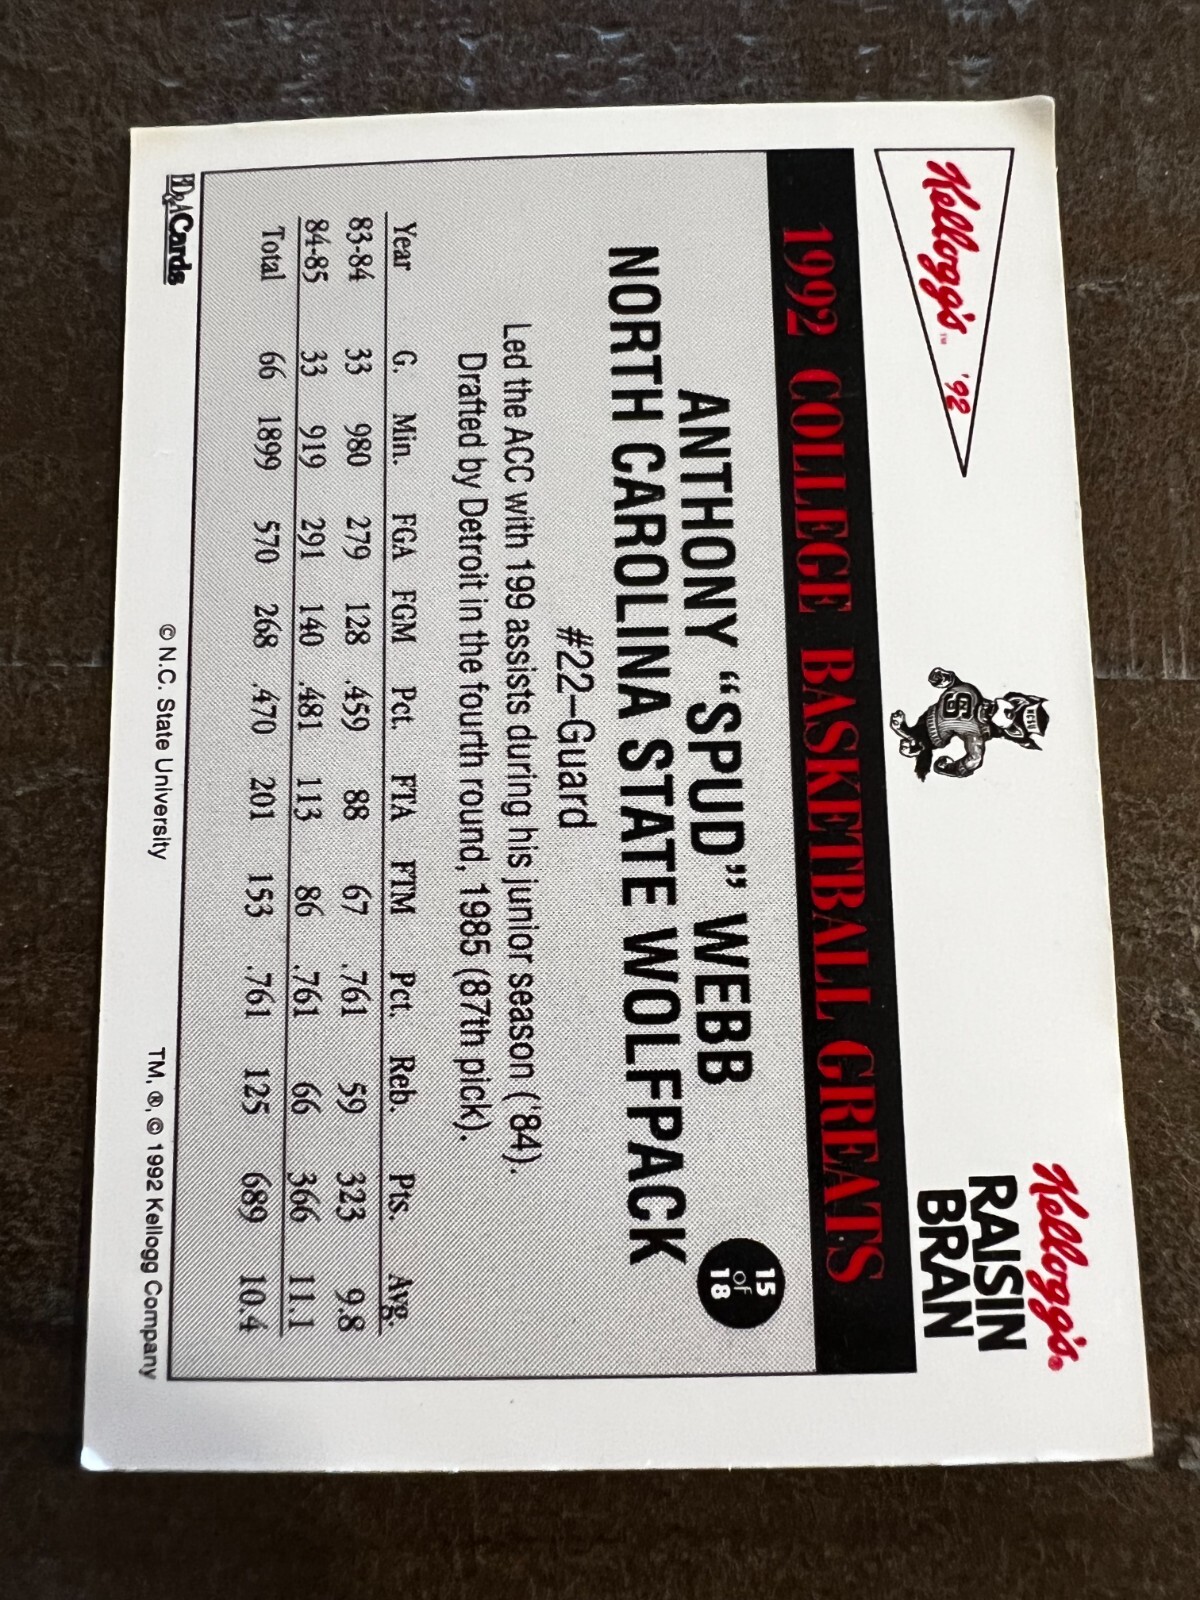 Kelloggs™ '92
Kellogg's®
RAISIN
BRAN
1992 COLLEGE BASKETBALL GREATS
15
OF
18
ANTHONY “SPUD” WEBB
NORTH CAROLINA STATE WOLFPACK
#22–Guard
Led the ACC with 199 assists during his junior season ('84).
Drafted by Detroit in the fourth round, 1985 (87th pick).
Year G. Min. FGA FGM Pct. FTA FTM Pct. Reb. Pts. Avg.
83-84 33 980 279 128 .459 88 67 .761 59 323 9.8
84-85 33 919 291 140 .481 113 86 .761 66 366 11.1
Total 66 1899 570 268 .470 201 153 .761 125 689 10.4
Cards
© N.C. State University
TM, ®, © 1992 Kellogg Company